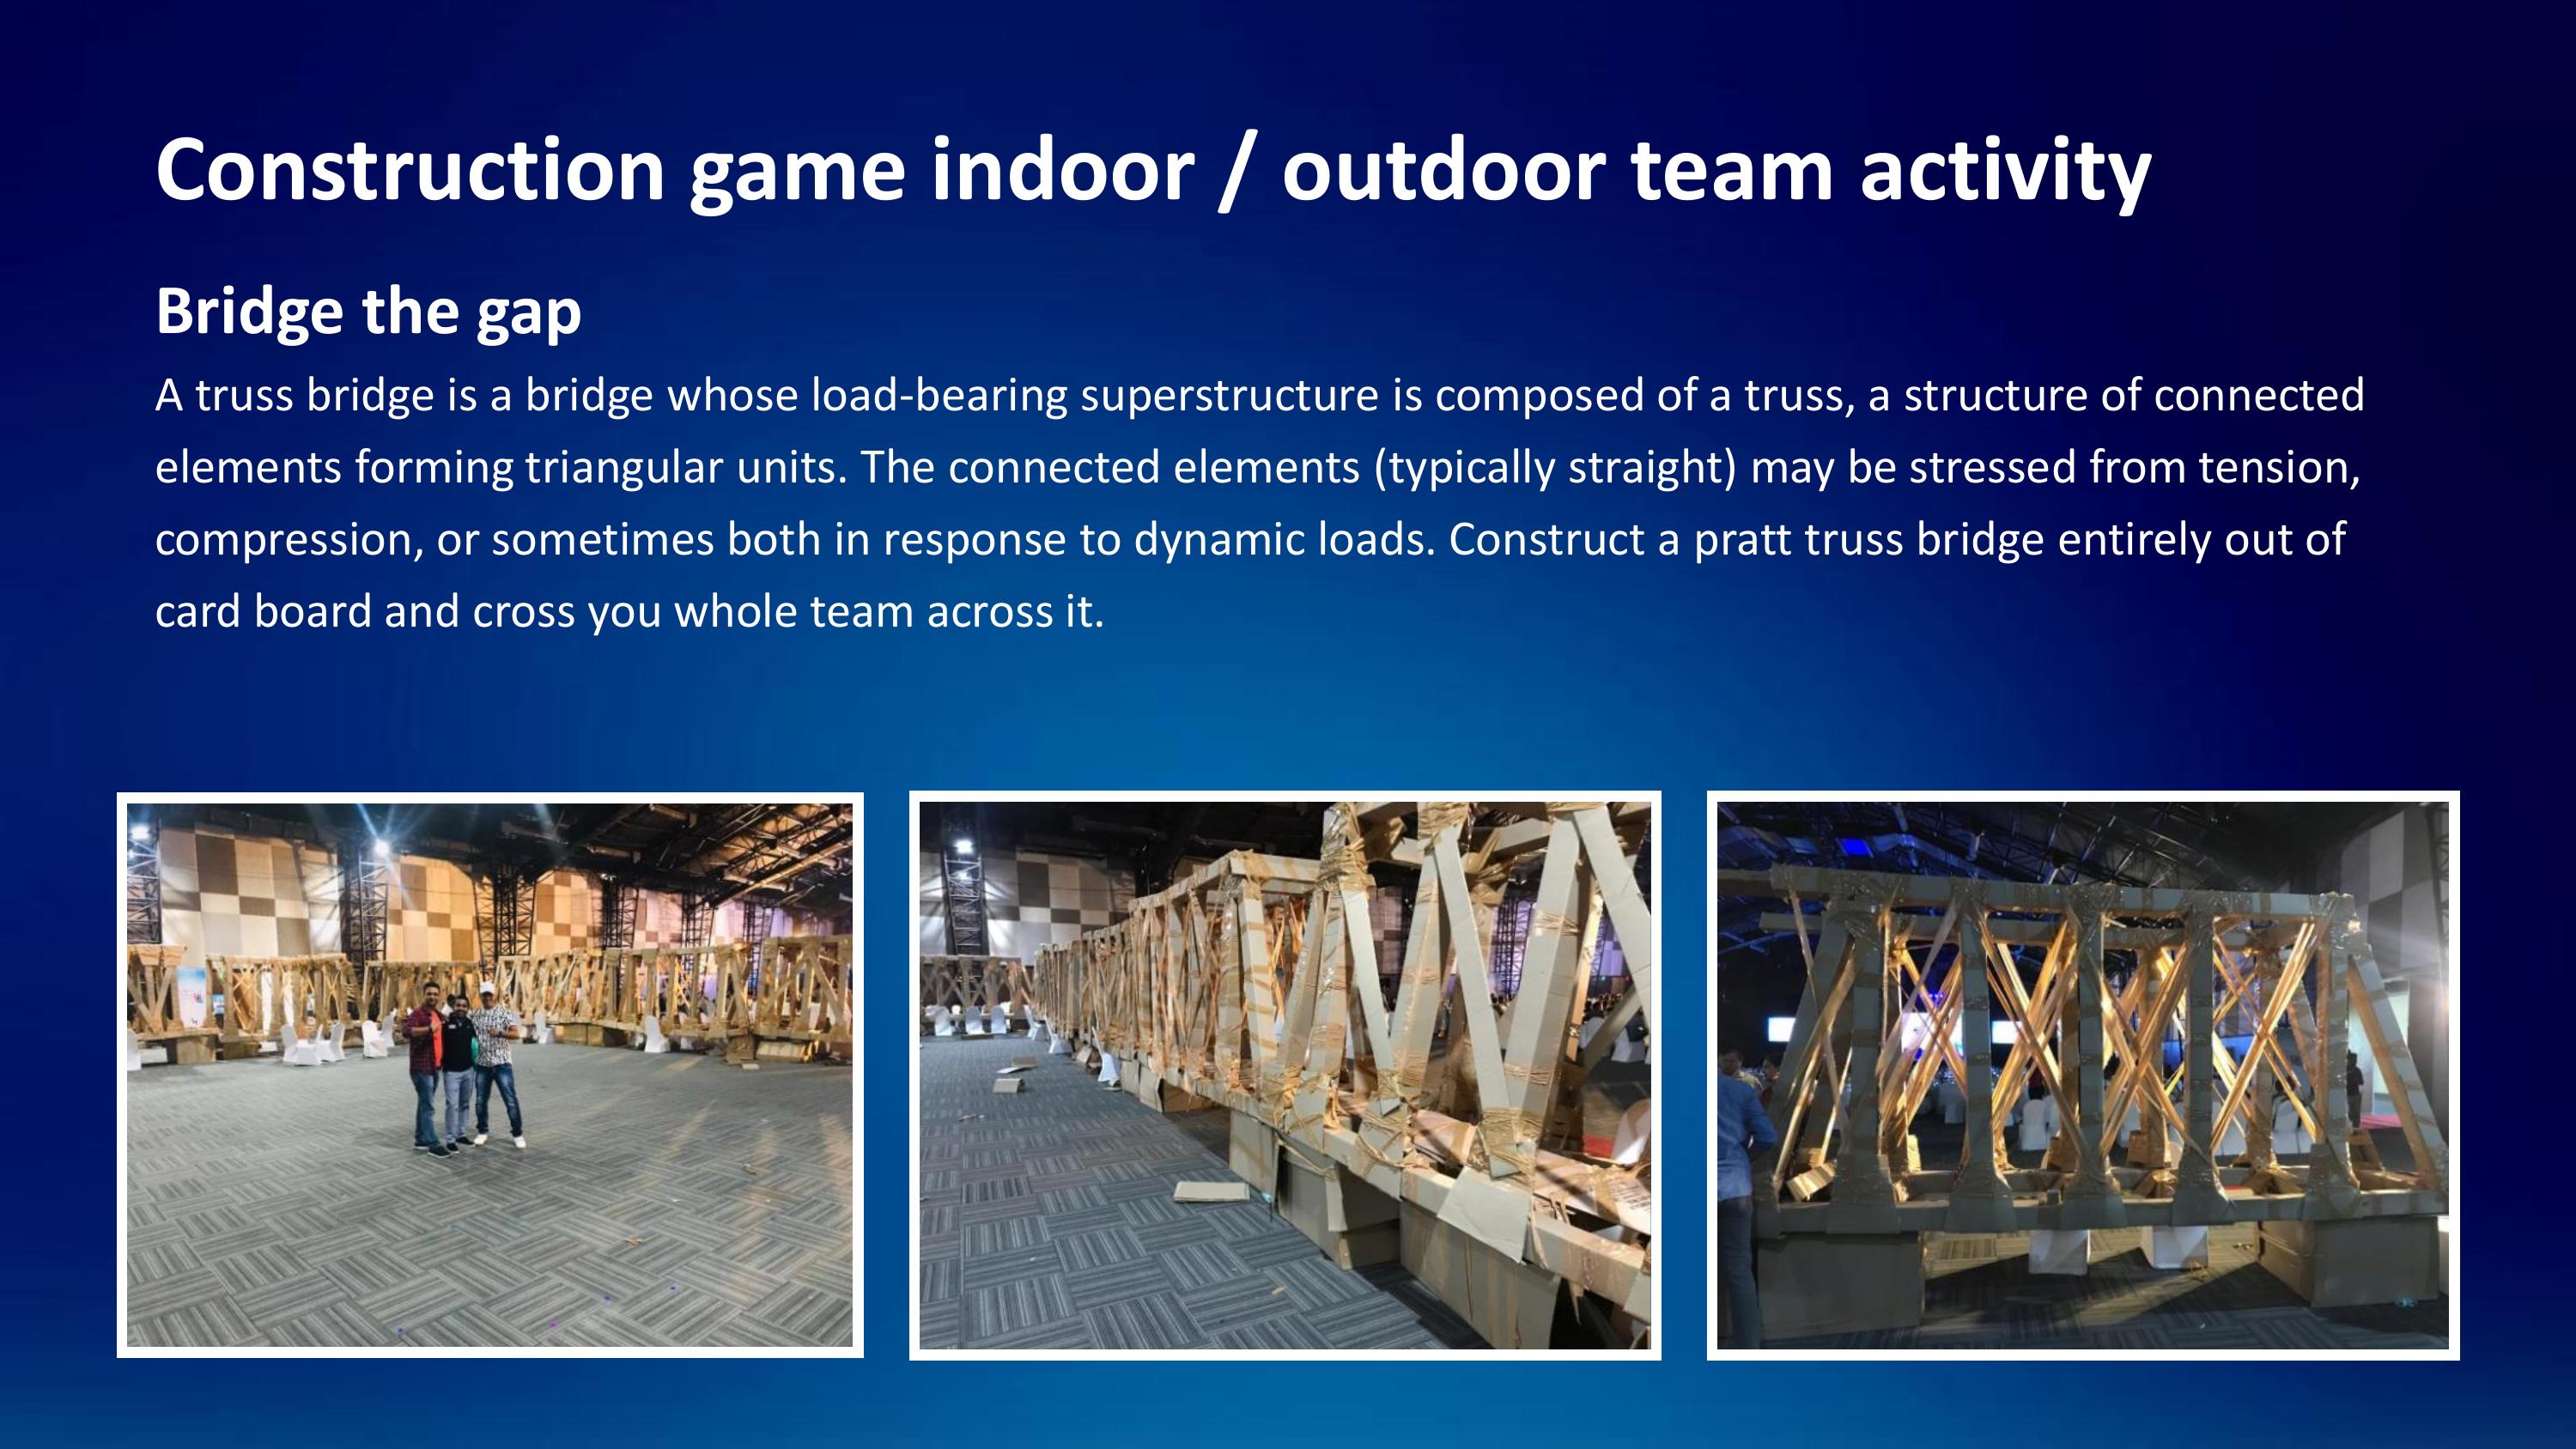 Construction game indoor / outdoor team activity
Bridge the gap
A truss bridge is a bridge whose load-bearing superstructure is composed of a truss, a structure of connected
elements forming triangular units. The connected elements (typically straight) may be stressed from tension,
compression, or sometimes both in response to dynamic loads. Construct a pratt truss bridge entirely out of
card board and cross you whole team across it.